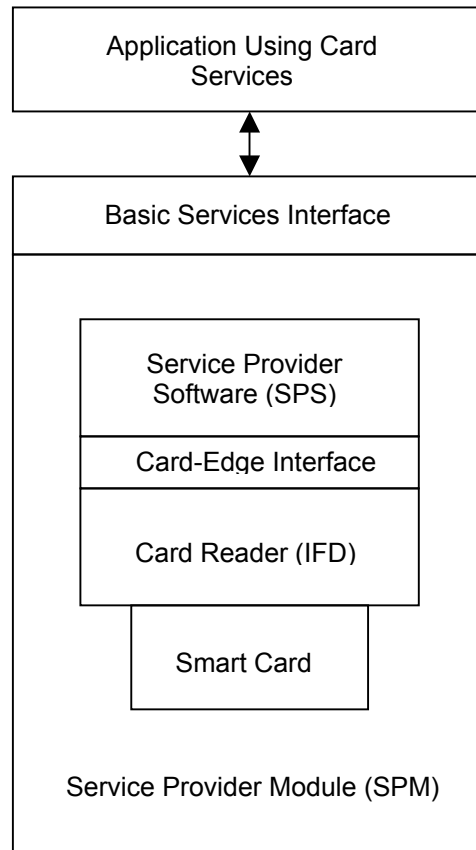 Application Using Card
Services
Basic Services Interface
Service Provider
Software (SPS)
Card-Edge Interface
Card Reader (IFD)
Smart Card
Service Provider Module (SPM)